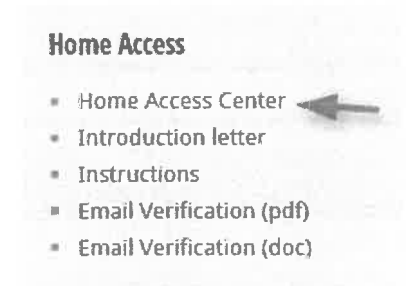 Home Access
Home Access Center
Introduction letter
Instructions
Email Verification (pdf)
Email Verification (doc)